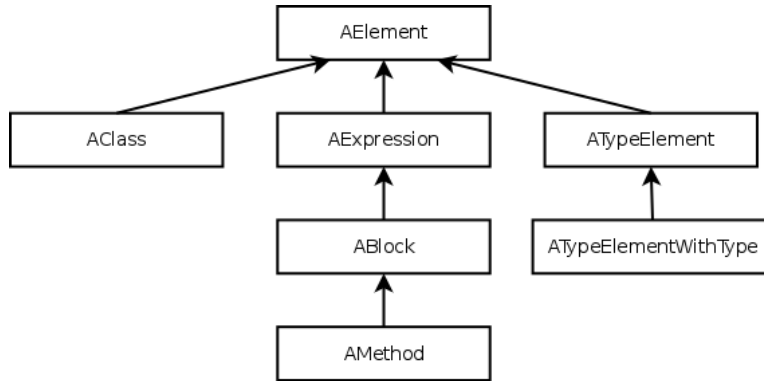 AElement
AClass
AExpression
ATypeElement
ABlock
ATypeElementWithType
AMethod